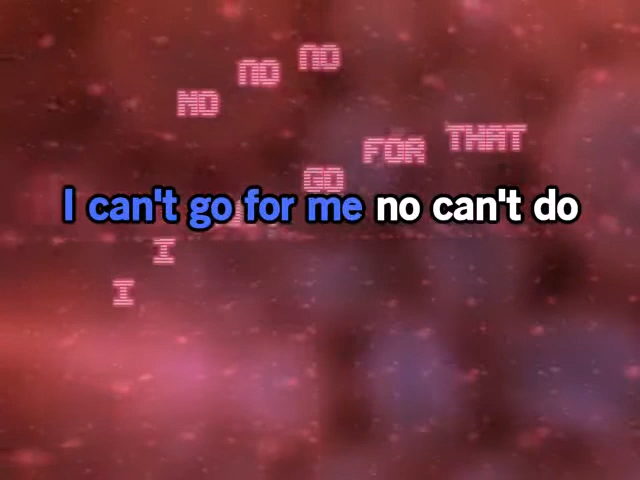 NO NO NO
GO FOR THAT
I can't go for me no can't do
I
I